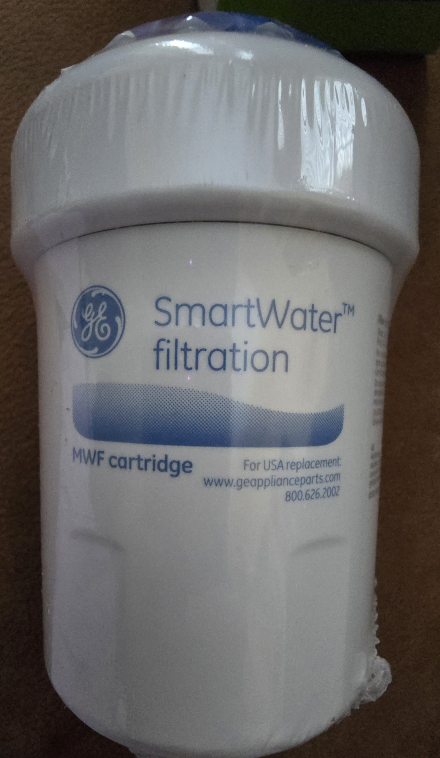 GE
SmartWater™
filtration
MWF cartridge
For USA replacement:
www.geapplianceparts.com
800.626.2002